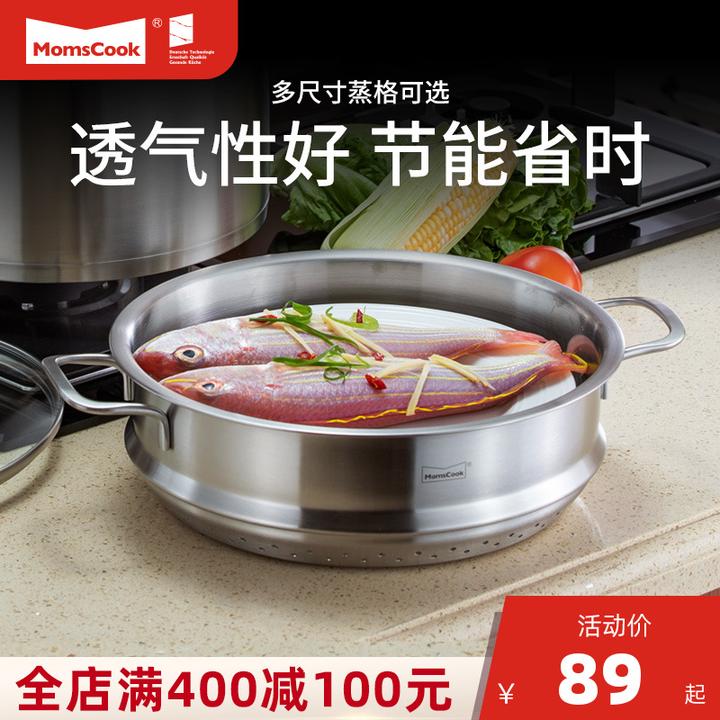 MomsCook®
Deutsche Technologie
Ernsthaft Qualität
Gesunde Küche
多尺寸蒸格可选
透气性好 节能省时
MomsCook®
全店满400减100元
活动价
¥ 89 起